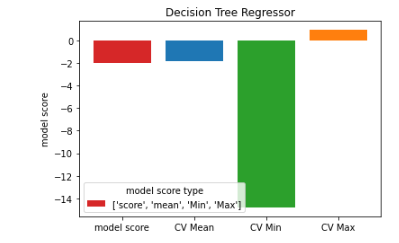 Decision Tree Regressor
model score
0
−2
−4
−6
−8
−10
−12
−14
model score type
['score', 'mean', 'Min', 'Max']
model score CV Mean CV Min CV Max